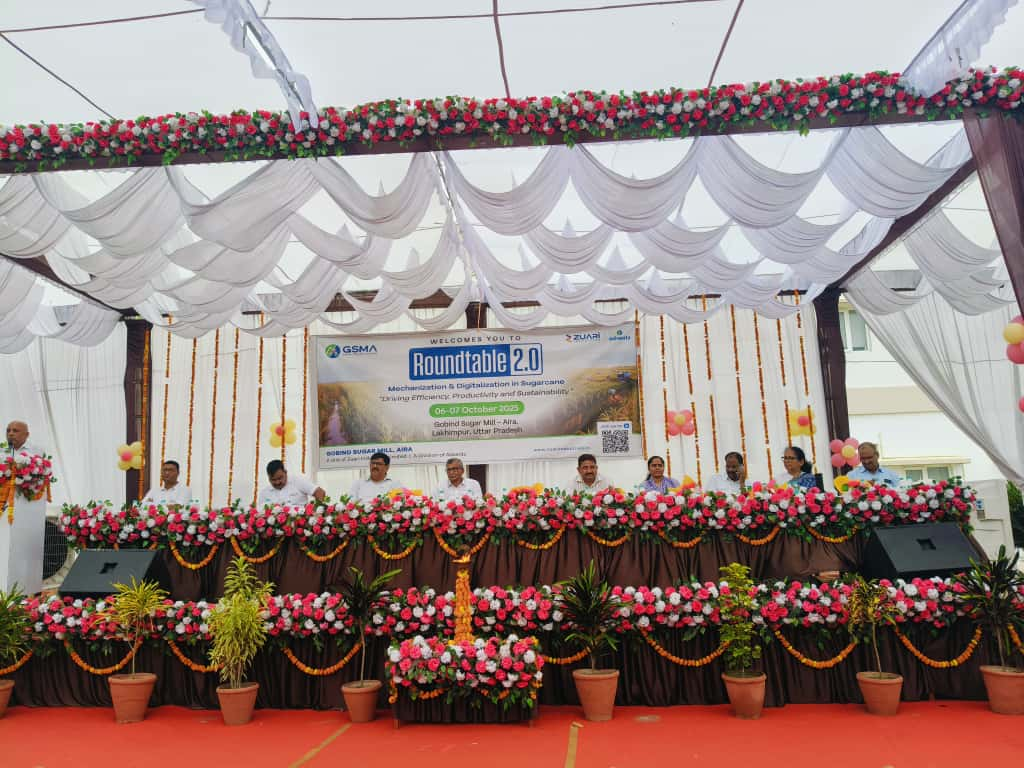 WELCOMES YOU TO
GSMA
Roundtable 2.0
ZUARI
adventz
Mechanization & Digitalization in Sugarcane
"Driving Efficiency, Productivity and Sustainability"
06-07 October 2025
Gobind Sugar Mill - Aira,
Lakhimpur, Uttar Pradesh
GOBIND SUGAR MILL, AIRA